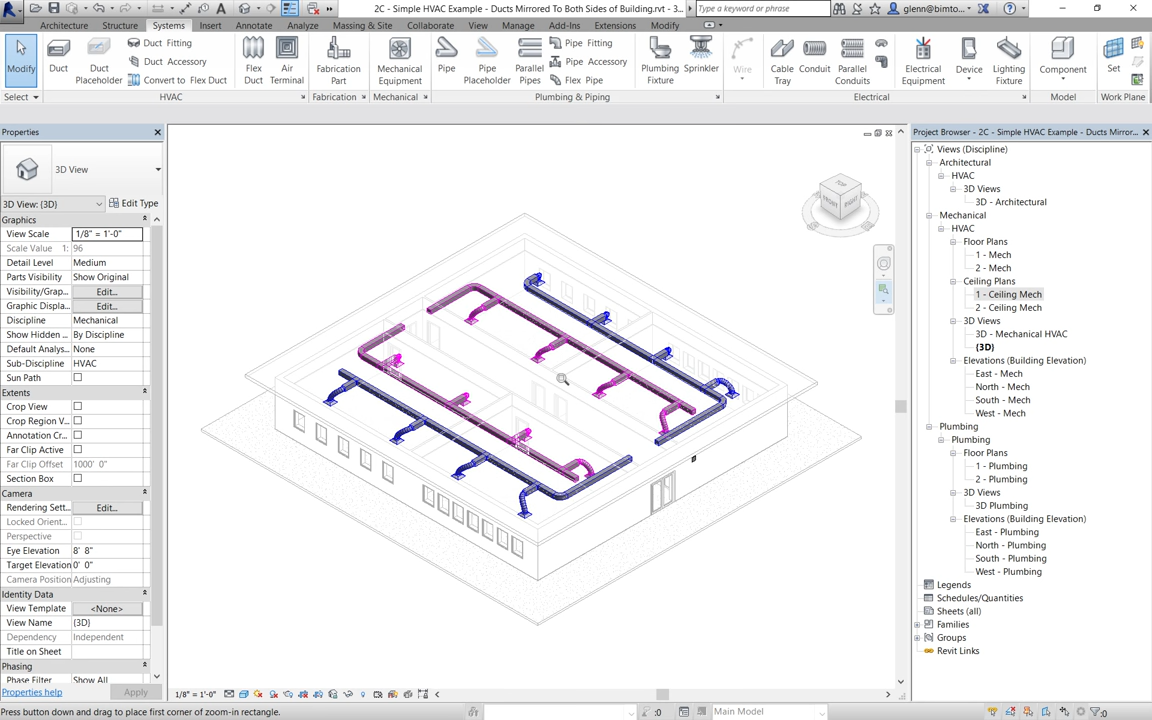 2C - Simple HVAC Example - Ducts Mirrored To Both Sides of Building.rvt - 3...
Type a keyword or phrase
glenn@bimto...
Architecture Structure Systems Insert Annotate Analyze Massing & Site Collaborate View Manage Add-Ins Extensions Modify
Modify
Duct
Duct Placeholder
Duct Fitting
Duct Accessory
Convert to Flex Duct
Flex Duct
Air Terminal
Fabrication Part
Mechanical Equipment
Pipe
Pipe Placeholder
Parallel Pipes
Pipe Fitting
Pipe Accessory
Flex Pipe
Plumbing Fixture
Sprinkler
Wire
Cable Tray
Conduit
Parallel Conduits
Electrical Equipment
Device
Lighting Fixture
Component
Set
Select HVAC Fabrication Mechanical Plumbing & Piping Electrical Model Work Plane
Properties
3D View
3D View: {3D} Edit Type
Graphics
View Scale 1/8" = 1'-0"
Scale Value 1: 96
Detail Level Medium
Parts Visibility Show Original
Visibility/Grap... Edit...
Graphic Displa... Edit...
Discipline Mechanical
Show Hidden ... By Discipline
Default Analys... None
Sub-Discipline HVAC
Sun Path
Extents
Crop View
Crop Region V...
Annotation Cr...
Far Clip Active
Far Clip Offset 1000' 0"
Section Box
Camera
Rendering Sett... Edit...
Locked Orient...
Perspective
Eye Elevation 8' 8"
Target Elevation 0' 0"
Camera Position Adjusting
Identity Data
View Template <None>
View Name {3D}
Dependency Independent
Title on Sheet
Phasing
Phase Filter Show All
Properties help Apply
TOP
FRONT
RIGHT
1/8" = 1'-0"
Project Browser - 2C - Simple HVAC Example - Ducts Mirror...
Views (Discipline)
Architectural
HVAC
3D Views
3D - Architectural
Mechanical
HVAC
Floor Plans
1 - Mech
2 - Mech
Ceiling Plans
1 - Ceiling Mech
2 - Ceiling Mech
3D Views
3D - Mechanical HVAC
{3D}
Elevations (Building Elevation)
East - Mech
North - Mech
South - Mech
West - Mech
Plumbing
Plumbing
Floor Plans
1 - Plumbing
2 - Plumbing
3D Views
3D Plumbing
Elevations (Building Elevation)
East - Plumbing
North - Plumbing
South - Plumbing
West - Plumbing
Legends
Schedules/Quantities
Sheets (all)
Families
Groups
Revit Links
Press button down and drag to place first corner of zoom-in rectangle.
:0
Main Model
:0